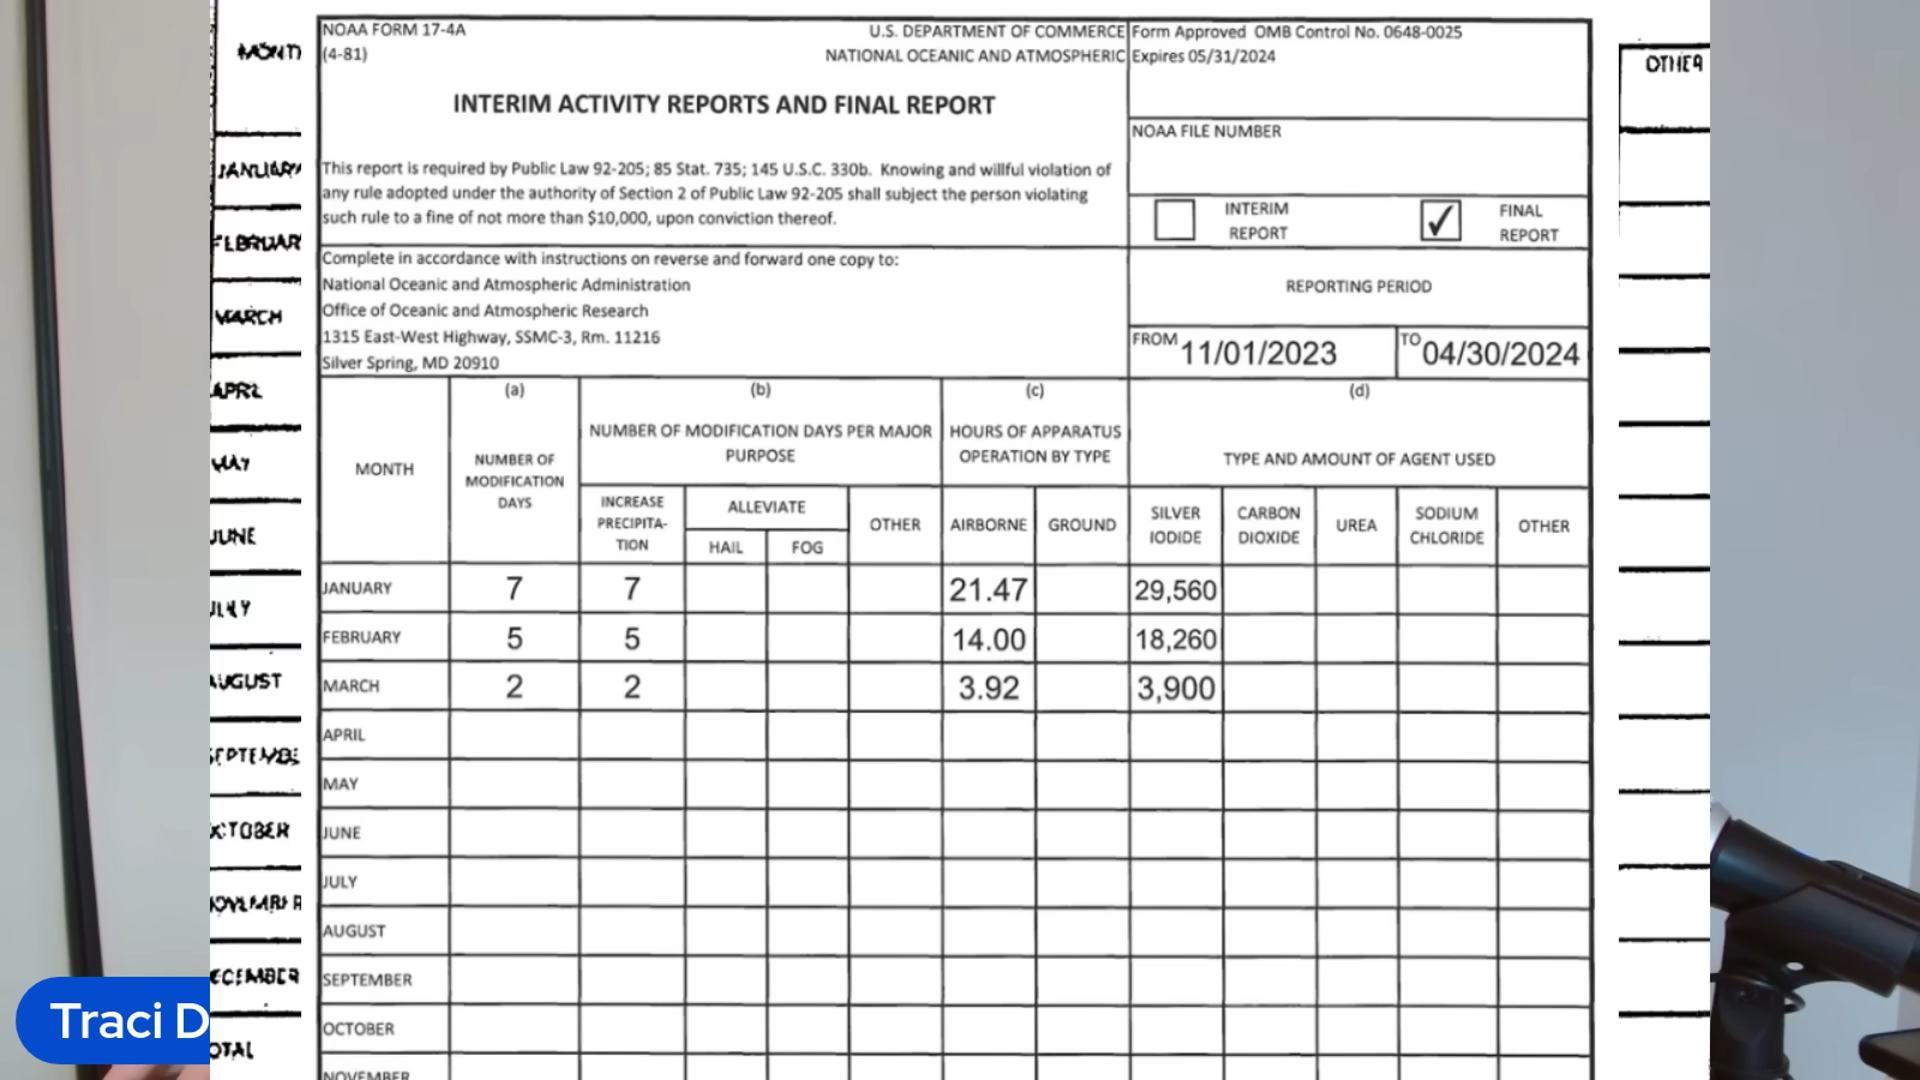 NOAA FORM 17-4A
(4-81)
U.S. DEPARTMENT OF COMMERCE
NATIONAL OCEANIC AND ATMOSPHERIC
Form Approved OMB Control No. 0648-0025
Expires 05/31/2024
INTERIM ACTIVITY REPORTS AND FINAL REPORT
NOAA FILE NUMBER
This report is required by Public Law 92-205; 85 Stat. 735; 145 U.S.C. 330b. Knowing and willful violation of
any rule adopted under the authority of Section 2 of Public Law 92-205 shall subject the person violating
such rule to a fine of not more than $10,000, upon conviction thereof.
INTERIM
REPORT
✓
FINAL
REPORT
Complete in accordance with instructions on reverse and forward one copy to:
National Oceanic and Atmospheric Administration
Office of Oceanic and Atmospheric Research
1315 East-West Highway, SSMC-3, Rm. 11216
Silver Spring, MD 20910
REPORTING PERIOD
FROM 11/01/2023
TO 04/30/2024
(a) (b) (c) (d)
MONTH
NUMBER OF
MODIFICATION
DAYS
NUMBER OF MODIFICATION DAYS PER MAJOR
PURPOSE
HOURS OF APPARATUS
OPERATION BY TYPE
TYPE AND AMOUNT OF AGENT USED
INCREASE
PRECIPITA-
TION
ALLEVIATE
HAIL
FOG
OTHER
AIRBORNE
GROUND
SILVER
IODIDE
CARBON
DIOXIDE
UREA
SODIUM
CHLORIDE
OTHER
JANUARY 7 7 21.47 29,560
FEBRUARY 5 5 14.00 18,260
MARCH 2 2 3.92 3,900
APRIL
MAY
JUNE
JULY
AUGUST
SEPTEMBER
OCTOBER
NOVEMBER
MONTH
JANUARY
FEBRUAR
MARCH
APRIL
MAY
JUNE
JULY
AUGUST
SEPTEMBE
OCTOBER
NOVEMBER
ECEMBER
OTAL
OTHER
Traci D